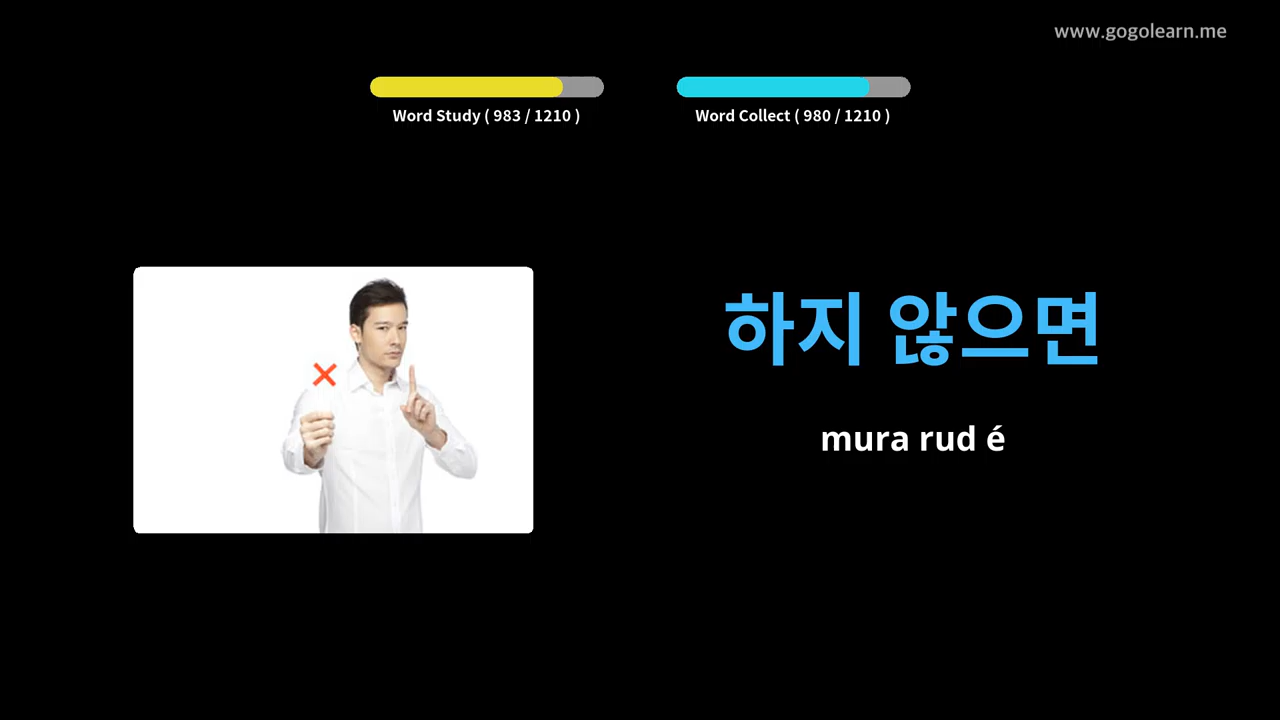 www.gogolearn.me
Word Study ( 983 / 1210 )
Word Collect ( 980 / 1210 )
하지 않으면
mura rud é